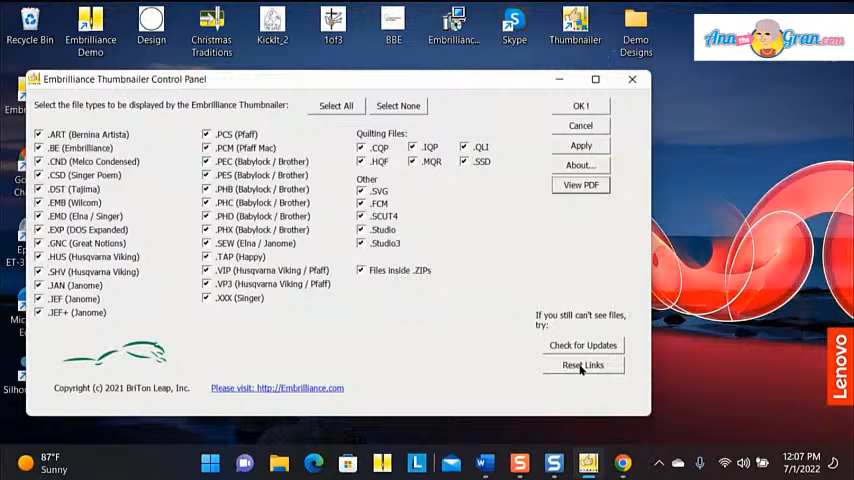 Recycle Bin
Embrilliance
Demo
Design
Christmas
Traditions
KickIt_2
1of3
BBE
Embrillianc...
Skype
Thumbnailer
Demo
Designs
Ann The Gran.com
Embrilliance Thumbnailer Control Panel
Select the file types to be displayed by the Embrilliance Thumbnailer:
Select All
Select None
OK !
Cancel
Apply
About...
View PDF
.ART (Bernina Artista)
.BE (Embrilliance)
.CND (Melco Condensed)
.CSD (Singer Poem)
.DST (Tajima)
.EMB (Wilcom)
.EMD (Elna / Singer)
.EXP (DOS Expanded)
.GNC (Great Notions)
.HUS (Husqvarna Viking)
.SHV (Husqvarna Viking)
.JAN (Janome)
.JEF (Janome)
.JEF+ (Janome)
.PCS (Pfaff)
.PCM (Pfaff Mac)
.PEC (Babylock / Brother)
.PES (Babylock / Brother)
.PHB (Babylock / Brother)
.PHC (Babylock / Brother)
.PHD (Babylock / Brother)
.PHX (Babylock / Brother)
.SEW (Elna / Janome)
.TAP (Happy)
.VIP (Husqvarna Viking / Pfaff)
.VP3 (Husqvarna Viking / Pfaff)
.XXX (Singer)
Quilting Files:
.CQP .IQP .QLI
.HQF .MQR .SSD
Other
.SVG
.FCM
.SCUT4
.Studio
.Studio3
Files inside .ZIPs
If you still can't see files,
try:
Check for Updates
Reset Links
Copyright (c) 2021 BriTon Leap, Inc.
Please visit: http://Embrilliance.com
Lenovo
87°F
Sunny
12:07 PM
7/1/2022